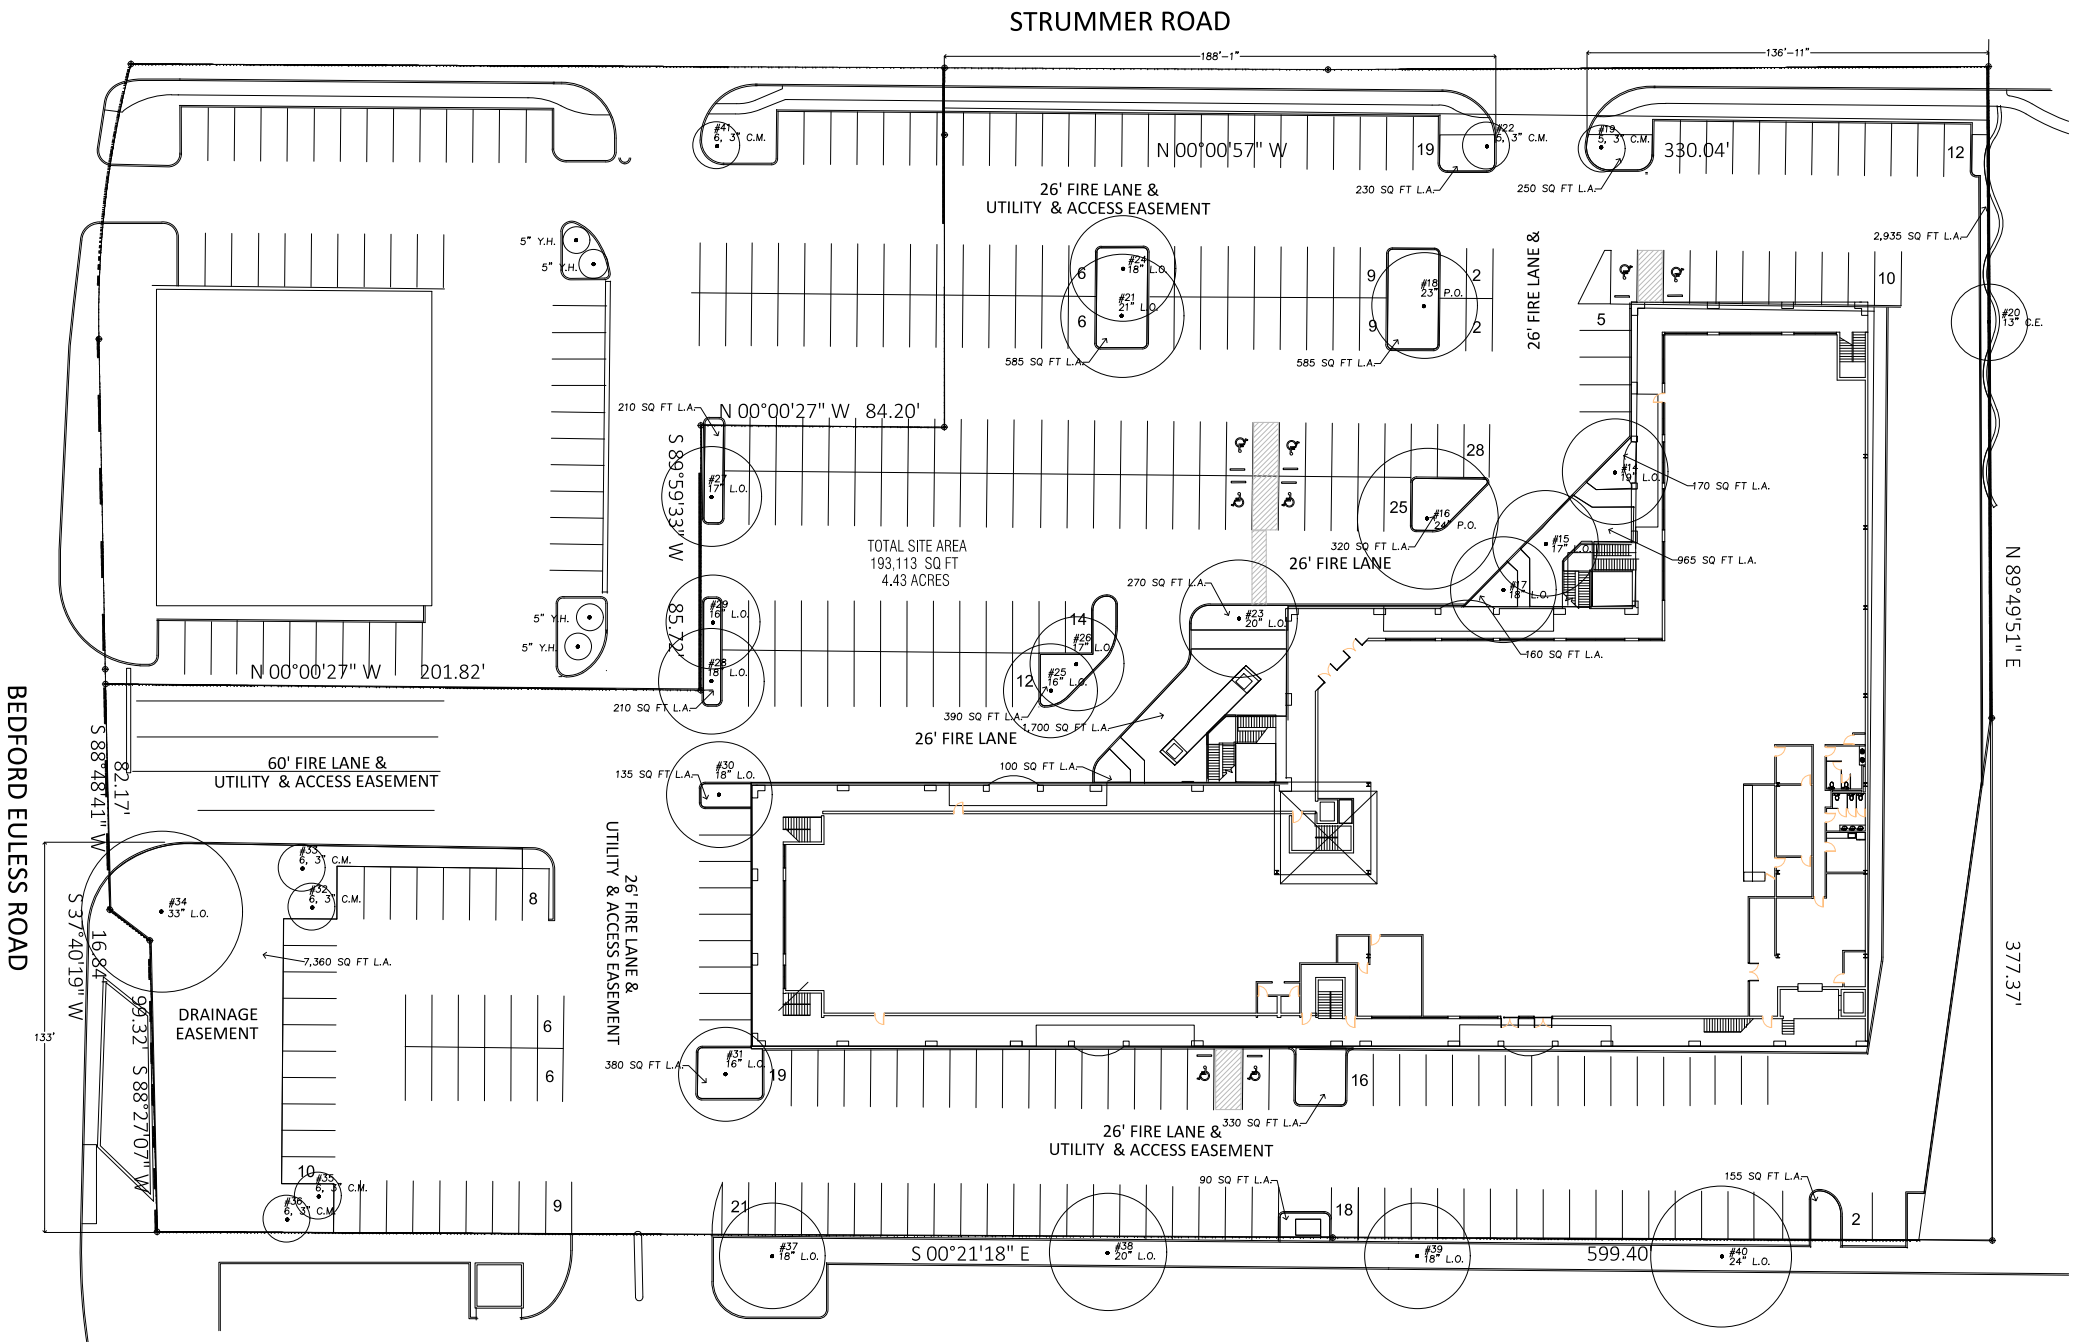 STRUMMER ROAD
188'-1"
136'-11"
#41
6, 3" C.M.
#22
5, 3" C.M.
#19
5, 3" C.M.
N 00°00'57" W
19
330.04'
12
230 SQ FT L.A.
250 SQ FT L.A.
26' FIRE LANE &
UTILITY & ACCESS EASEMENT
26' FIRE LANE &
2,935 SQ FT L.A.
5" Y.H.
5" Y.H.
#24
18" L.O.
6
#21
21" L.O.
6
9
#18
23" P.O.
9
2
2
10
5
#20
13" C.E.
585 SQ FT L.A.
585 SQ FT L.A.
210 SQ FT L.A.
N 00°00'27" W 84.20'
S 89°59'33" W
85.72'
28
#27
17" L.O.
#14
19" L.O.
170 SQ FT L.A.
25
#16
24" P.O.
320 SQ FT L.A.
#15
17" L.O.
965 SQ FT L.A.
TOTAL SITE AREA
193,113 SQ FT
4.43 ACRES
26' FIRE LANE
270 SQ FT L.A.
#17
18" L.O.
N 89°49'51" E
377.37'
#29
16" L.O.
14
#23
20" L.O.
5" Y.H.
5" Y.H.
#26
17" L.O.
160 SQ FT L.A.
N 00°00'27" W 201.82'
#28
18" L.O.
12
#25
16" L.O.
210 SQ FT L.A.
390 SQ FT L.A.
1,700 SQ FT L.A.
26' FIRE LANE
BEDFORD EULESS ROAD
S 88°48'41" W
82.17'
60' FIRE LANE &
UTILITY & ACCESS EASEMENT
135 SQ FT L.A.
#30
18" L.O.
100 SQ FT L.A.
26' FIRE LANE &
UTILITY & ACCESS EASEMENT
#33
6, 3" C.M.
#32
6, 3" C.M.
8
#34
33" L.O.
S 37°40'19" W
16.84
7,360 SQ FT L.A.
99.32' S 88°27'07" W
DRAINAGE
EASEMENT
133'
6
6
380 SQ FT L.A.
#31
16" L.O.
19
16
330 SQ FT L.A.
26' FIRE LANE &
UTILITY & ACCESS EASEMENT
10
#35
6, 3" C.M.
#36
6, 3" C.M.
9
21
90 SQ FT L.A.
18
155 SQ FT L.A.
2
#37
18" L.O.
S 00°21'18" E
#38
20" L.O.
#39
18" L.O.
599.40
#40
24" L.O.